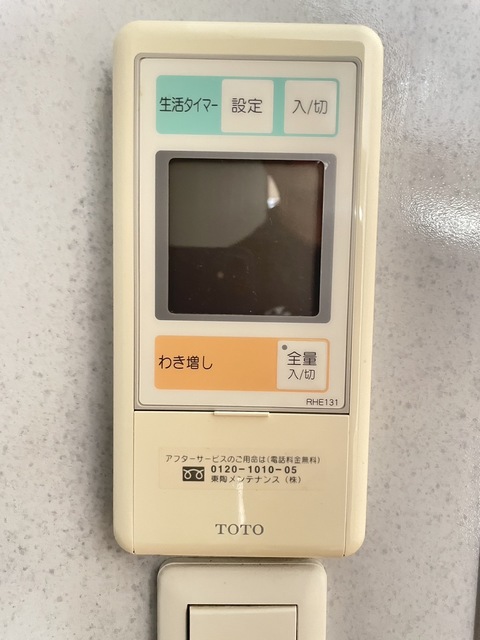 生活タイマー 設定 入/切
わき増し 全量
入/切
RHE131
アフターサービスのご用命は(電話料金無料)
0120-1010-05
東陶メンテナンス(株)
TOTO